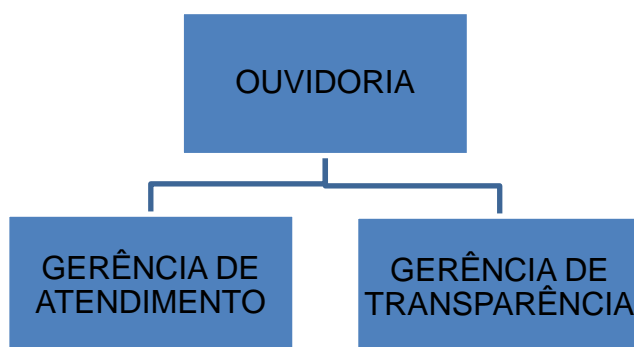 OUVIDORIA
GERÊNCIA DE
ATENDIMENTO
GERÊNCIA DE
TRANSPARÊNCIA